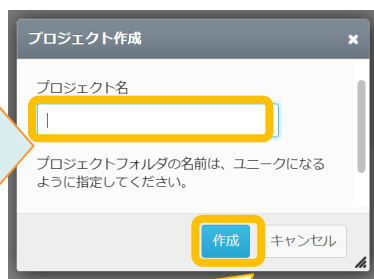 プロジェクト作成
プロジェクト名
プロジェクトフォルダの名前は、ユニークになる
ように指定してください。
作成 キャンセル